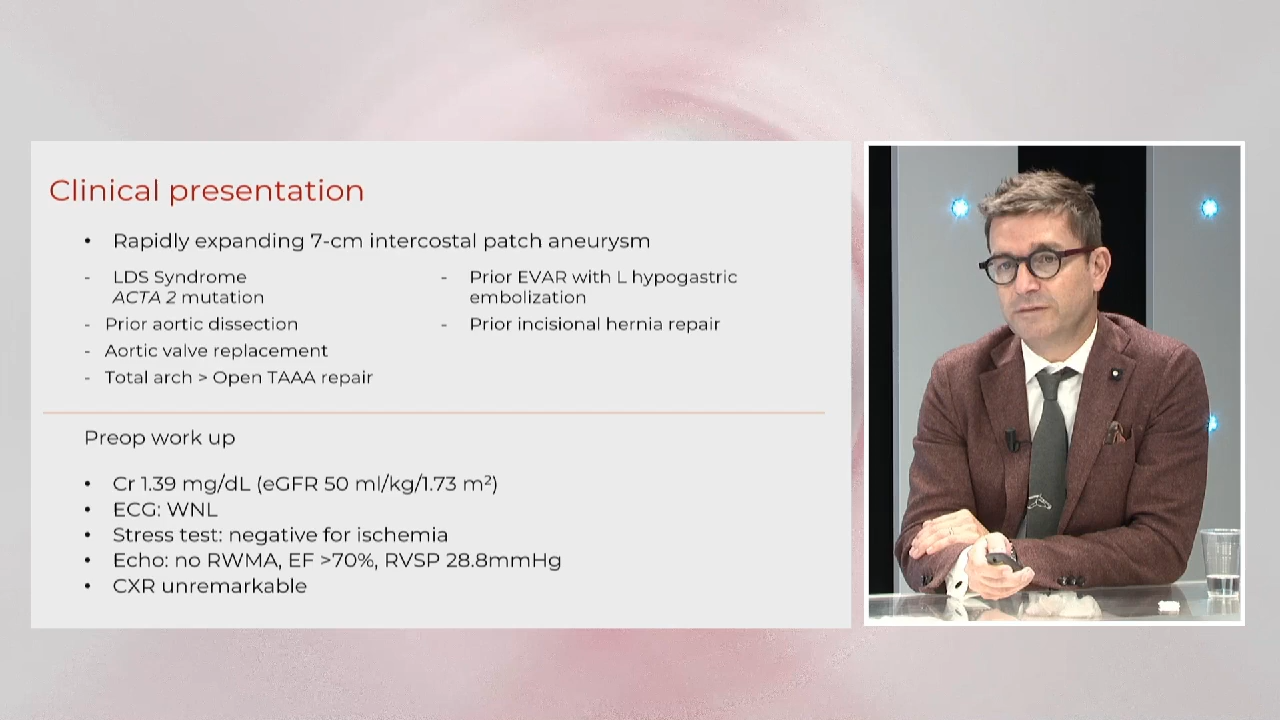 Clinical presentation
• Rapidly expanding 7-cm intercostal patch aneurysm
- LDS Syndrome
ACTA 2 mutation
- Prior aortic dissection
- Aortic valve replacement
- Total arch > Open TAAA repair
- Prior EVAR with L hypogastric
embolization
- Prior incisional hernia repair
Preop work up
• Cr 1.39 mg/dL (eGFR 50 ml/kg/1.73 m²)
• ECG: WNL
• Stress test: negative for ischemia
• Echo: no RWMA, EF >70%, RVSP 28.8mmHg
• CXR unremarkable